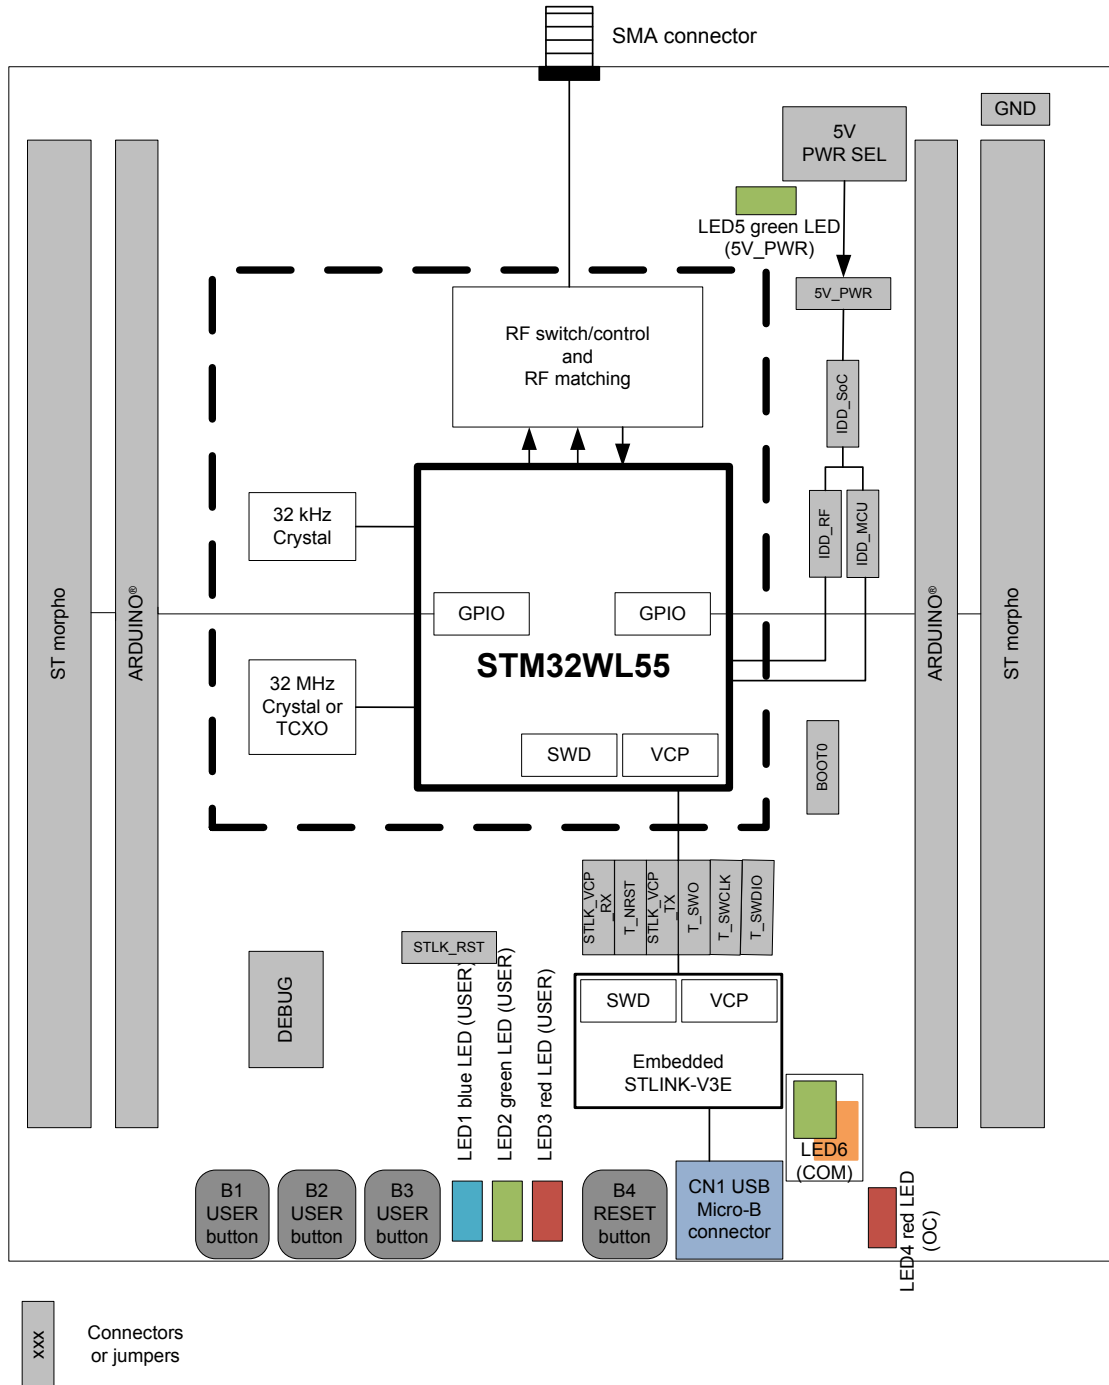 SMA connector
GND
5V
PWR SEL
LED5 green LED
(5V_PWR)
5V_PWR
RF switch/control
and
RF matching
IDD_SoC
IDD_RF
IDD_MCU
32 kHz
Crystal
ST morpho
ARDUINO®
GPIO
GPIO
ARDUINO®
ST morpho
STM32WL55
32 MHz
Crystal or
TCXO
SWD
VCP
BOOT0
STLK_VCP
_RX
T_NRST
STLK_VCP
_TX
T_SWO
T_SWCLK
T_SWDIO
STLK_RST
DEBUG
LED1 blue LED (USER)
LED2 green LED (USER)
LED3 red LED (USER)
SWD
VCP
Embedded
STLINK-V3E
LED6
(COM)
B1
USER
button
B2
USER
button
B3
USER
button
B4
RESET
button
CN1 USB
Micro-B
connector
LED4 red LED
(OC)
xxx
Connectors
or jumpers